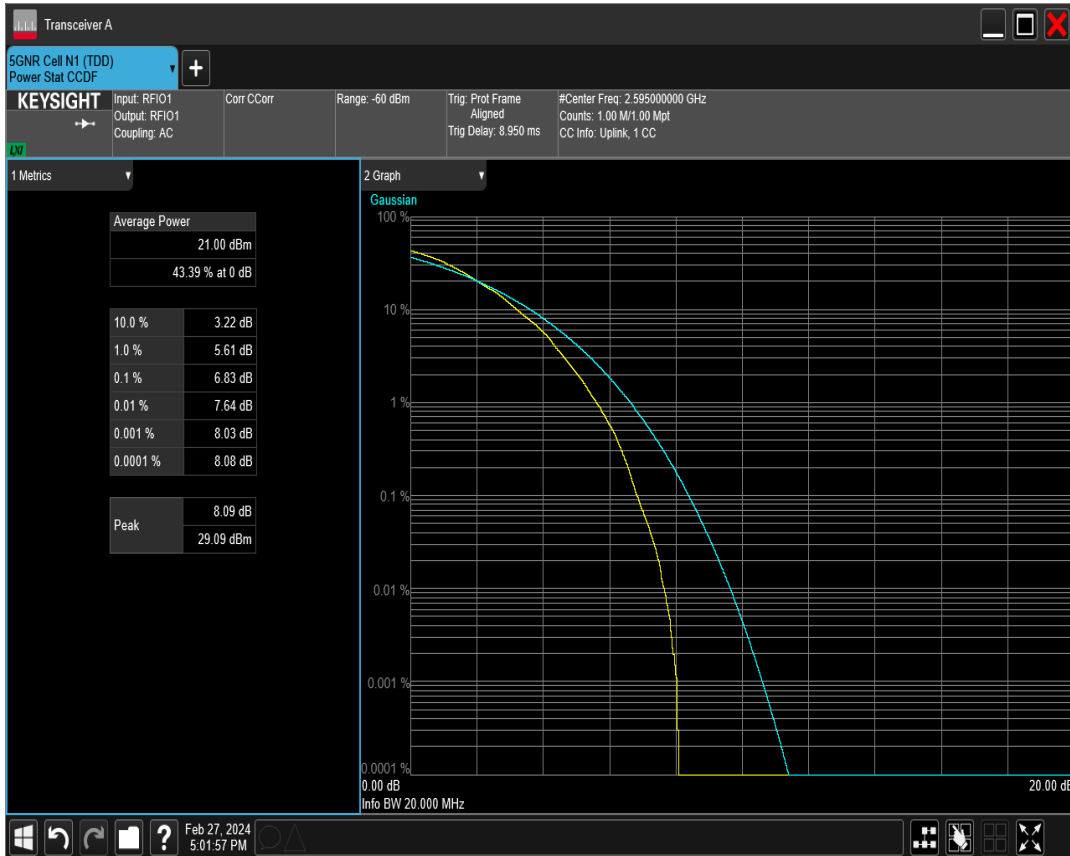 Transceiver A
5GNR Cell N1 (TDD)
Power Stat CCDF
+
KEYSIGHT
LXI
Input: RFIO1
Output: RFIO1
Coupling: AC
Corr CCorr
Range: -60 dBm
Trig: Prot Frame
Aligned
Trig Delay: 8.950 ms
#Center Freq: 2.595000000 GHz
Counts: 1.00 M/1.00 Mpt
CC Info: Uplink, 1 CC
1 Metrics
Average Power
21.00 dBm
43.39 % at 0 dB
10.0 % 3.22 dB
1.0 % 5.61 dB
0.1 % 6.83 dB
0.01 % 7.64 dB
0.001 % 8.03 dB
0.0001 % 8.08 dB
Peak
8.09 dB
29.09 dBm
2 Graph
Gaussian
100 %
10 %
1 %
0.1 %
0.01 %
0.001 %
0.0001 %
0.00 dB 20.00 dB
Info BW 20.000 MHz
?
Feb 27, 2024
5:01:57 PM